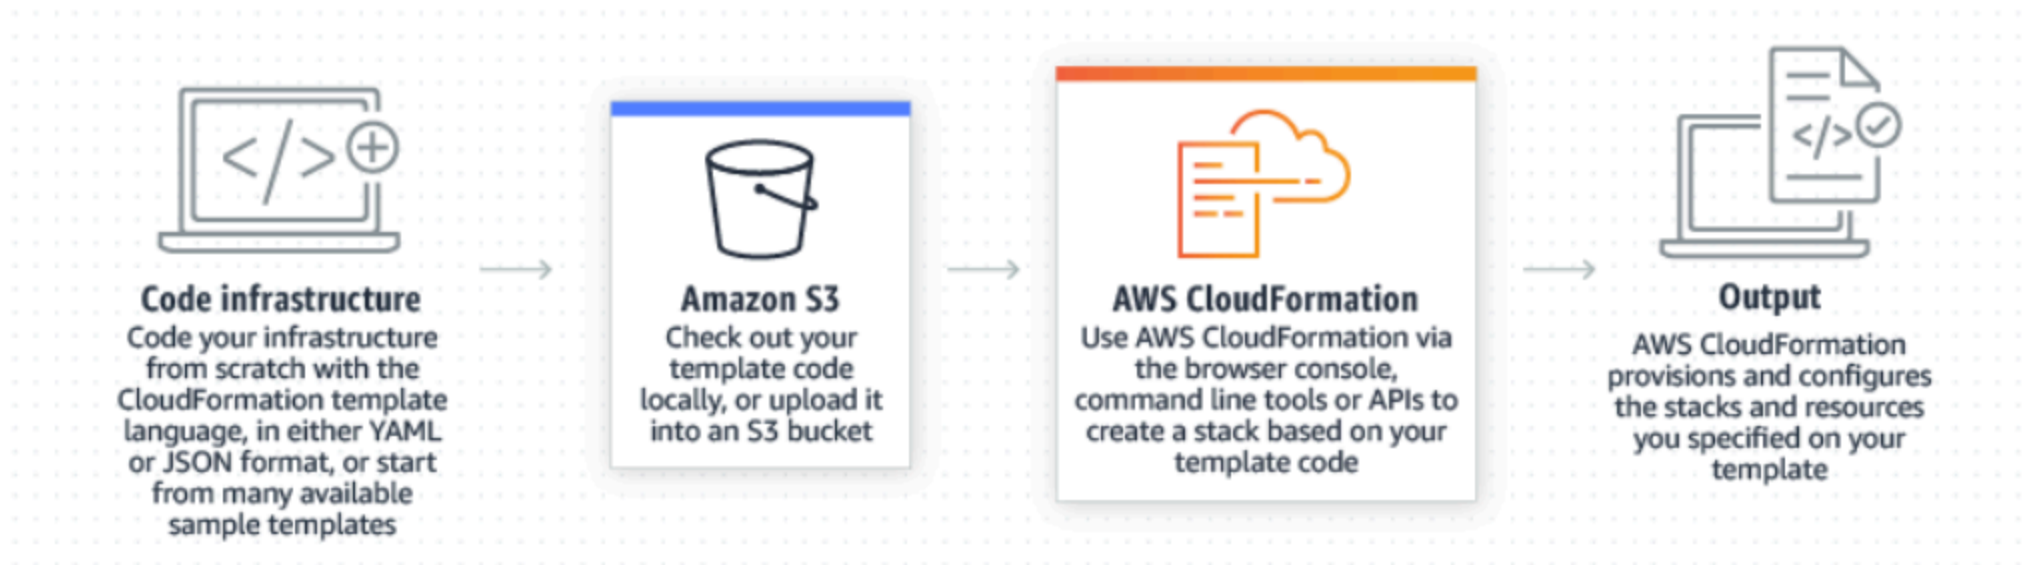 </>
Code infrastructure
Code your infrastructure
from scratch with the
CloudFormation template
language, in either YAML
or JSON format, or start
from many available
sample templates
Amazon S3
Check out your
template code
locally, or upload it
into an S3 bucket
AWS CloudFormation
Use AWS CloudFormation via
the browser console,
command line tools or APIs to
create a stack based on your
template code
</>
Output
AWS CloudFormation
provisions and configures
the stacks and resources
you specified on your
template